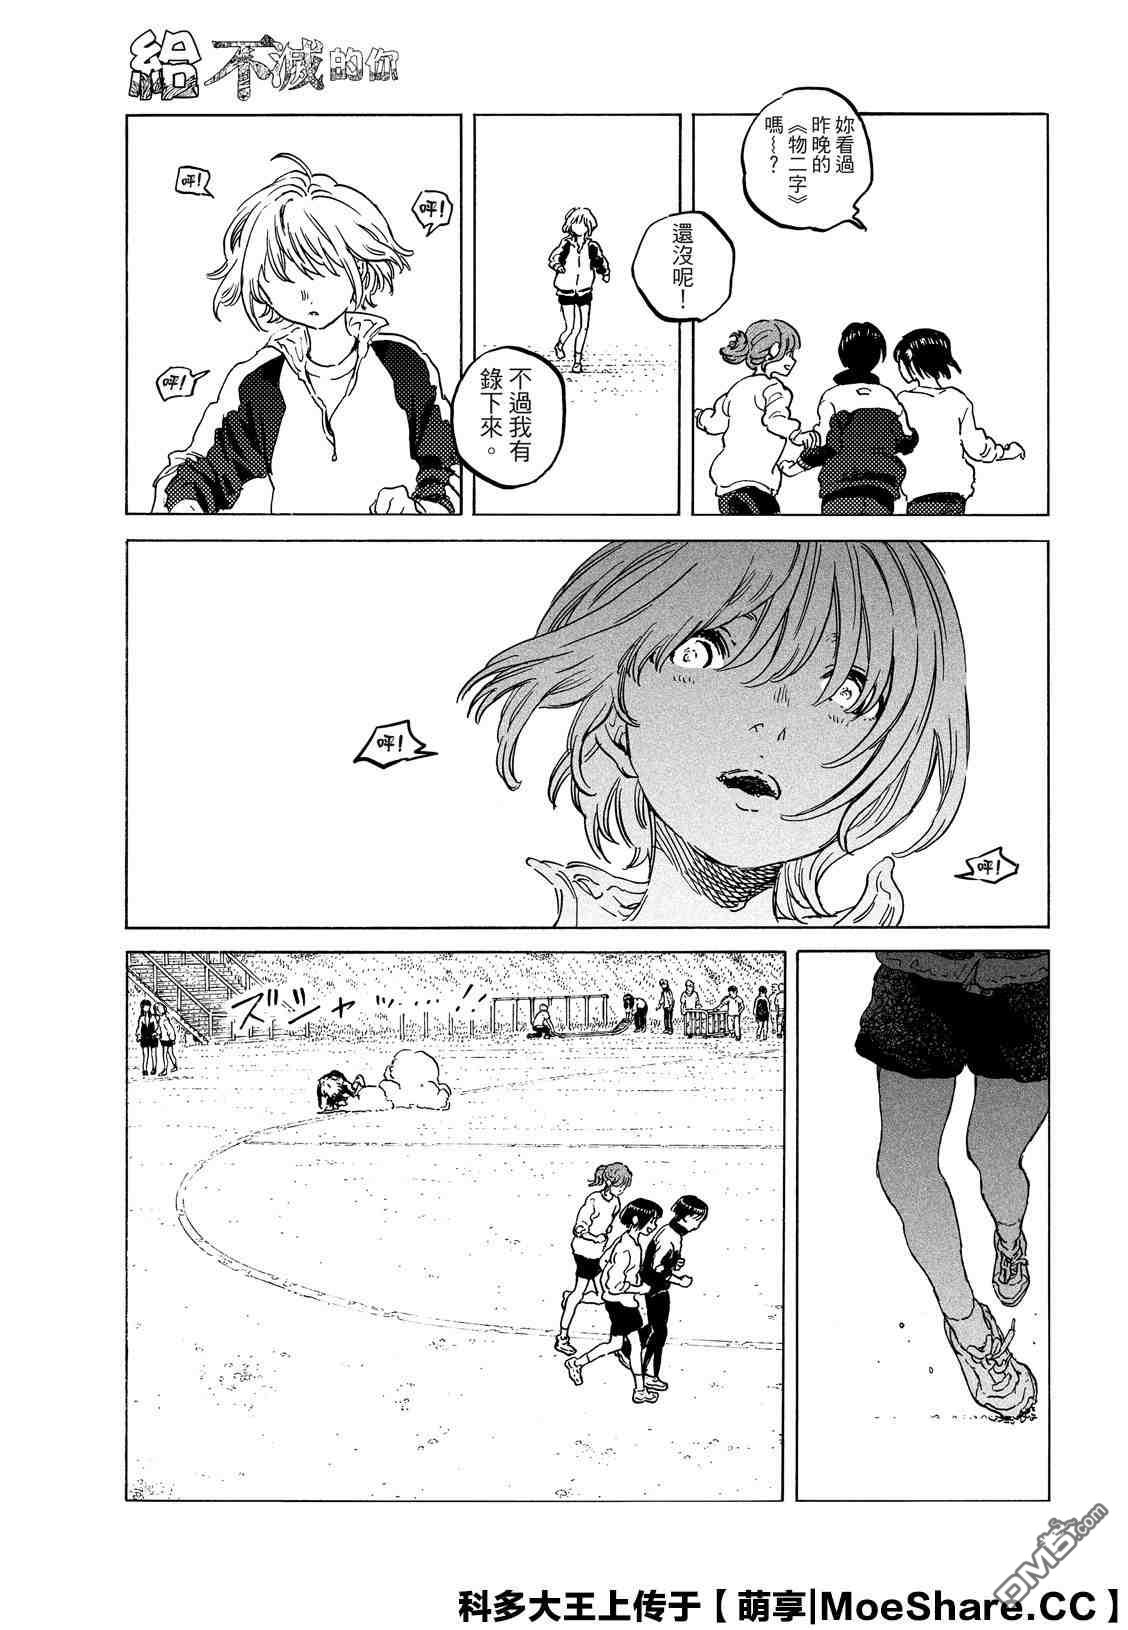 給不滅的你
妳看過
昨晚的
《物二字》
嗎～?
還沒呢！
不過我有
錄下來。
呼！
呼！
呼！
呼！
呼！
ズシャッ……!!
科多大王上传于【萌享|MoeShare.CC】
DM5.com